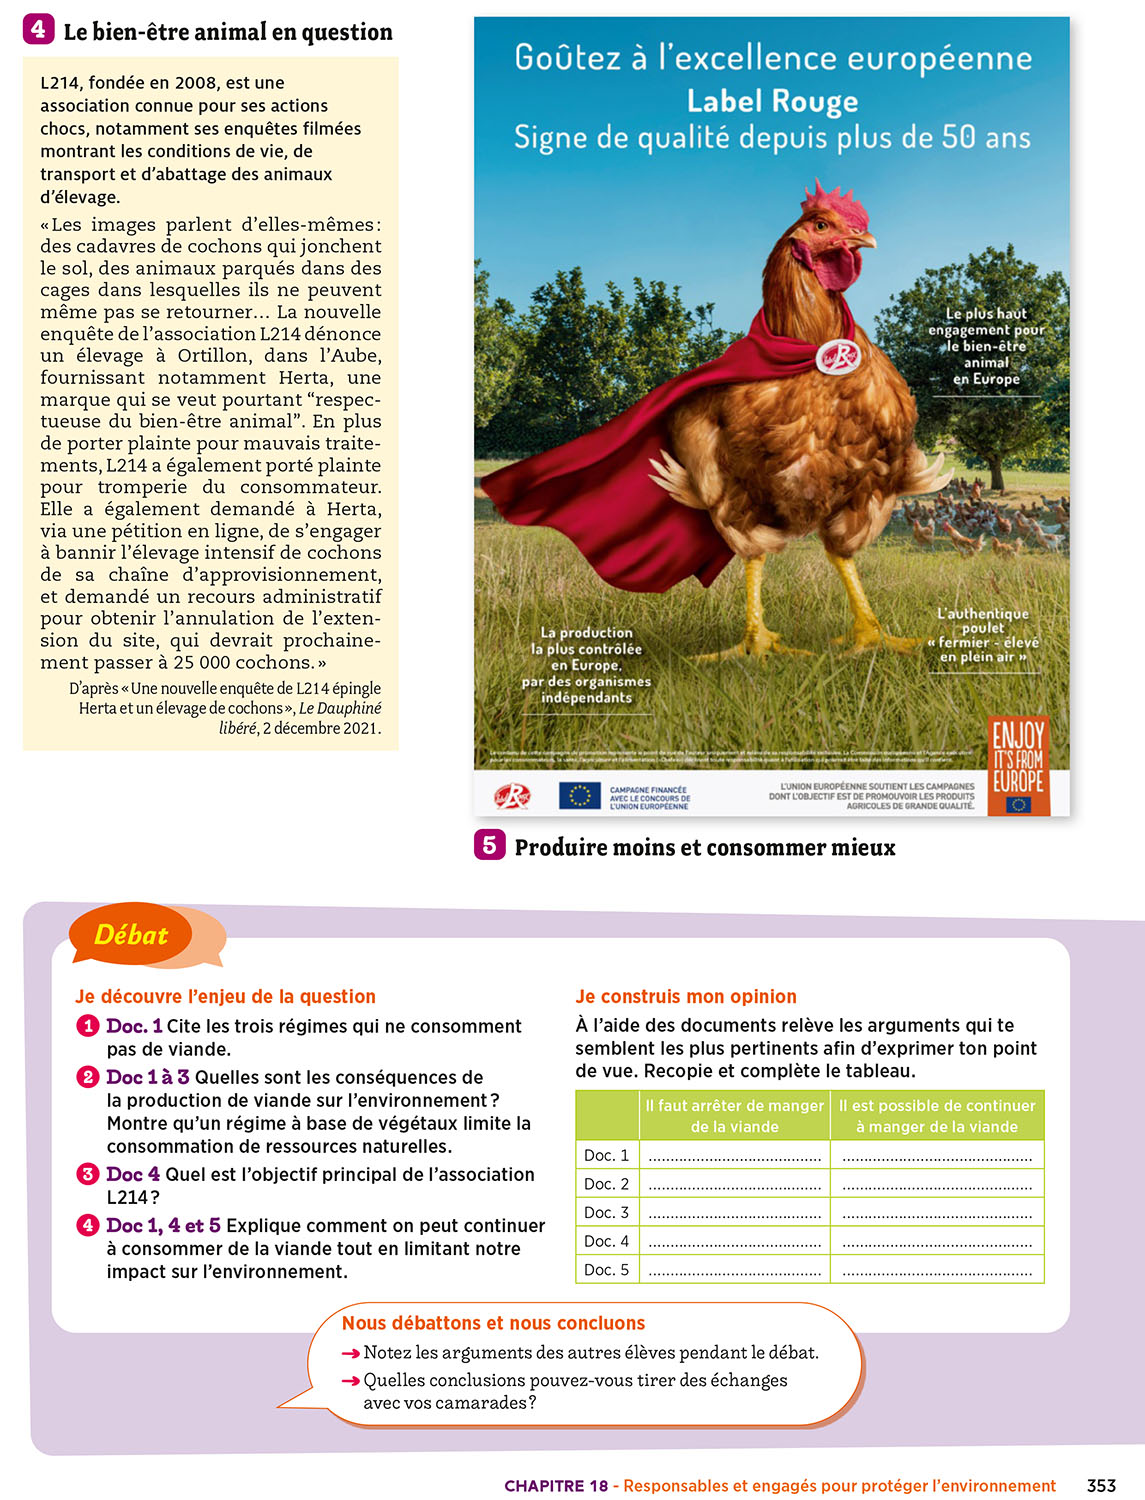 4 Le bien-être animal en question
L214, fondée en 2008, est une
association connue pour ses actions
chocs, notamment ses enquêtes filmées
montrant les conditions de vie, de
transport et d’abattage des animaux
d’élevage.
« Les images parlent d’elles-mêmes :
des cadavres de cochons qui jonchent
le sol, des animaux parqués dans des
cages dans lesquelles ils ne peuvent
même pas se retourner… La nouvelle
enquête de l’association L214 dénonce
un élevage à Ortillon, dans l’Aube,
fournissant notamment Herta, une
marque qui se veut pourtant “respec-
tueuse du bien-être animal”. En plus
de porter plainte pour mauvais traite-
ments, L214 a également porté plainte
pour tromperie du consommateur.
Elle a également demandé à Herta,
via une pétition en ligne, de s’engager
à bannir l’élevage intensif de cochons
de sa chaîne d’approvisionnement,
et demandé un recours administratif
pour obtenir l’annulation de l’exten-
sion du site, qui devrait prochaine-
ment passer à 25 000 cochons. »
D’après « Une nouvelle enquête de L214 épingle
Herta et un élevage de cochons », Le Dauphiné
libéré, 2 décembre 2021.
Goûtez à l’excellence européenne
Label Rouge
Signe de qualité depuis plus de 50 ans
Le plus haut
engagement pour
le bien-être
animal
en Europe
L’authentique
poulet
« fermier - élevé
en plein air »
La production
la plus contrôlée
en Europe,
par des organismes
indépendants
ENJOY
IT’S FROM
EUROPE
CAMPAGNE FINANCÉE
AVEC LE CONCOURS DE
L’UNION EUROPÉENNE
L’UNION EUROPÉENNE SOUTIENT LES CAMPAGNES
DONT L’OBJECTIF EST DE PROMOUVOIR LES PRODUITS
AGRICOLES DE GRANDE QUALITÉ.
5 Produire moins et consommer mieux
Débat
Je découvre l’enjeu de la question
1 Doc. 1 Cite les trois régimes qui ne consomment
pas de viande.
2 Doc 1 à 3 Quelles sont les conséquences de
la production de viande sur l’environnement ?
Montre qu’un régime à base de végétaux limite la
consommation de ressources naturelles.
3 Doc 4 Quel est l’objectif principal de l’association
L214 ?
4 Doc 1, 4 et 5 Explique comment on peut continuer
à consommer de la viande tout en limitant notre
impact sur l’environnement.
Je construis mon opinion
À l’aide des documents relève les arguments qui te
semblent les plus pertinents afin d’exprimer ton point
de vue. Recopie et complète le tableau.
Il faut arrêter de manger
de la viande
Il est possible de continuer
à manger de la viande
Doc. 1 ........................................ ............................................
Doc. 2 ........................................ ............................................
Doc. 3 ........................................ ............................................
Doc. 4 ........................................ ............................................
Doc. 5 ........................................ ............................................
Nous débattons et nous concluons
➞ Notez les arguments des autres élèves pendant le débat.
➞ Quelles conclusions pouvez-vous tirer des échanges
avec vos camarades ?
CHAPITRE 18 - Responsables et engagés pour protéger l’environnement 353